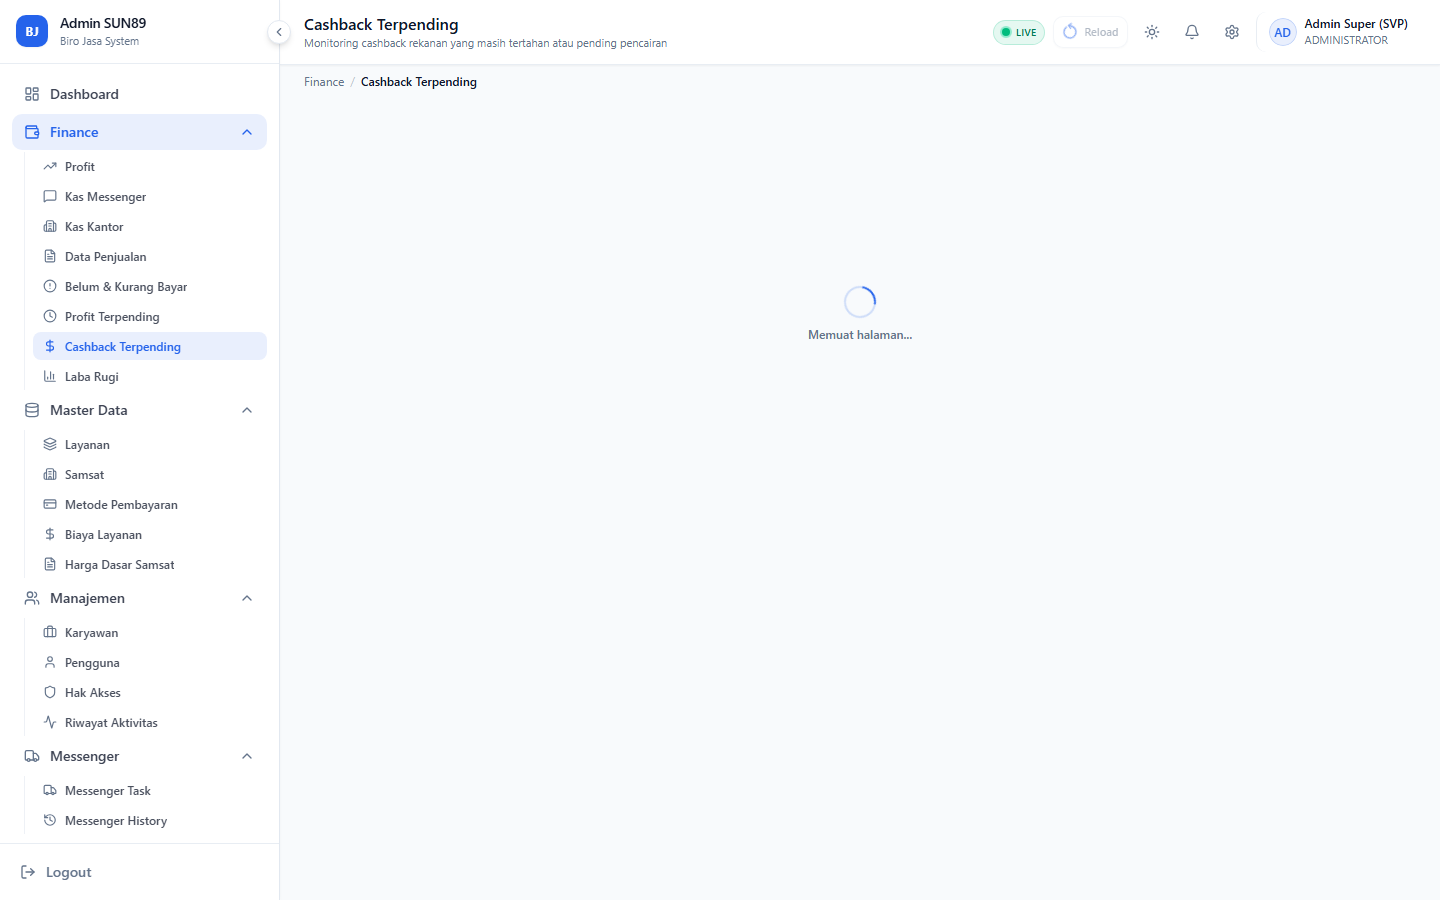 BJ
Admin SUN89
Biro Jasa System
Dashboard
Finance
Profit
Kas Messenger
Kas Kantor
Data Penjualan
Belum & Kurang Bayar
Profit Terpending
Cashback Terpending
Laba Rugi
Master Data
Layanan
Samsat
Metode Pembayaran
Biaya Layanan
Harga Dasar Samsat
Manajemen
Karyawan
Pengguna
Hak Akses
Riwayat Aktivitas
Messenger
Messenger Task
Messenger History
Logout
Cashback Terpending
Monitoring cashback rekanan yang masih tertahan atau pending pencairan
LIVE
Reload
AD
Admin Super (SVP)
ADMINISTRATOR
Finance / Cashback Terpending
Memuat halaman...